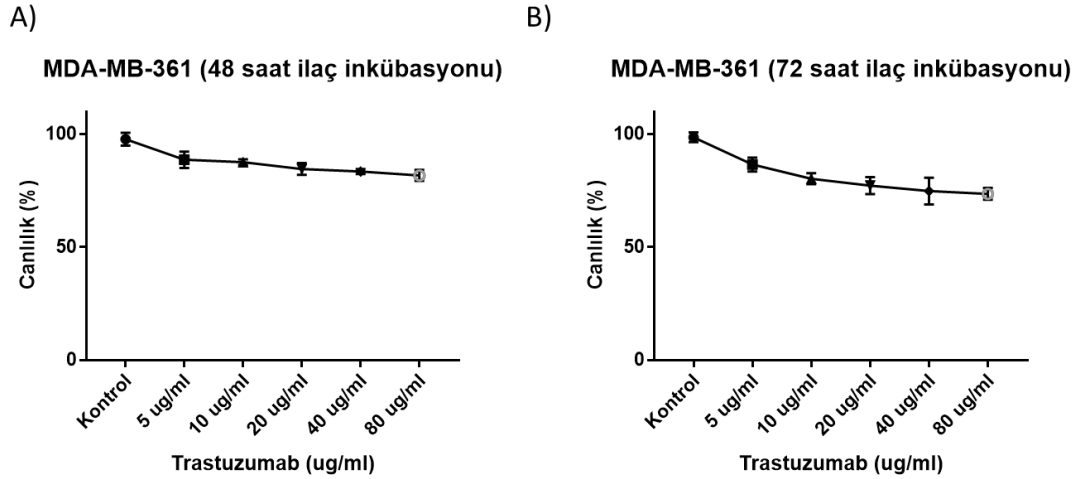 A)
MDA-MB-361 (48 saat ilaç inkübasyonu)
Canlılık (%)
100
50
0
Kontrol
5 ug/ml
10 ug/ml
20 ug/ml
40 ug/ml
80 ug/ml
Trastuzumab (ug/ml)
B)
MDA-MB-361 (72 saat ilaç inkübasyonu)
Canlılık (%)
100
50
0
Kontrol
5 ug/ml
10 ug/ml
20 ug/ml
40 ug/ml
80 ug/ml
Trastuzumab (ug/ml)